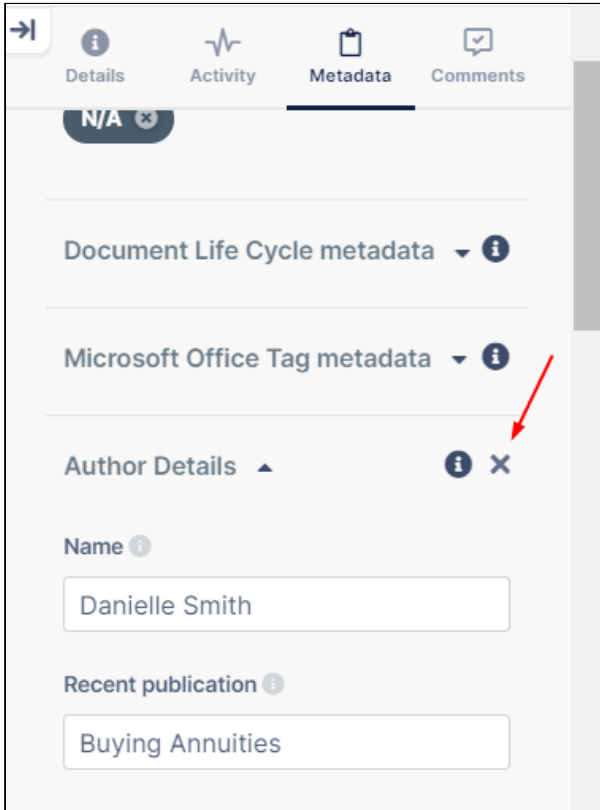 Details Activity Metadata Comments
N/A
Document Life Cycle metadata
Microsoft Office Tag metadata
Author Details
Name
Danielle Smith
Recent publication
Buying Annuities